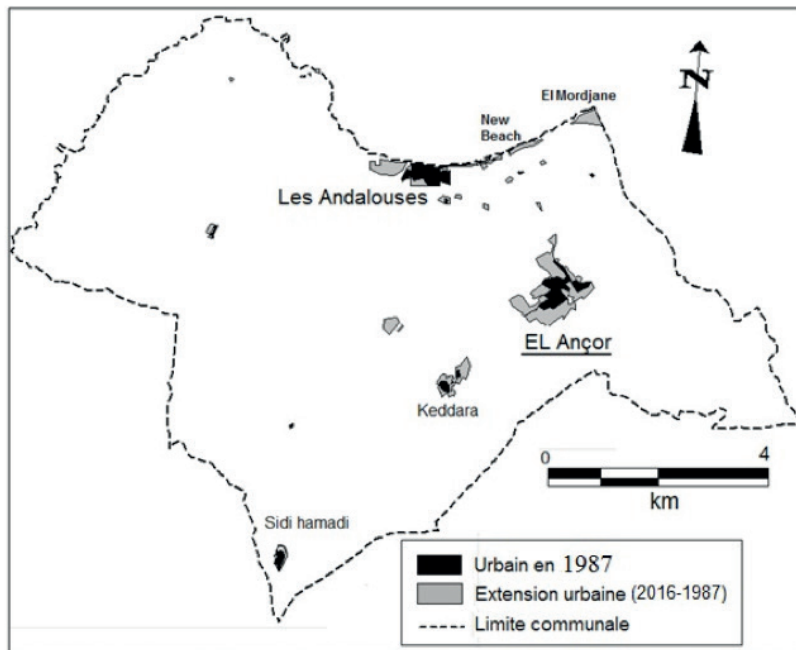 N
El Mordjane
New
Beach
Les Andalouses
EL Ançor
Keddara
0 4
km
Sidi hamadi
Urbain en 1987
Extension urbaine (2016-1987)
Limite communale